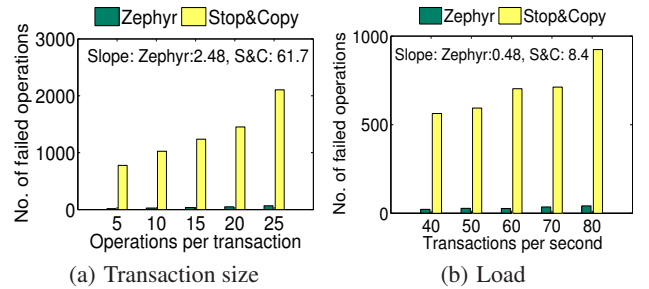 Zephyr Stop&Copy
3000
2000
1000
0
No. of failed operations
Slope: Zephyr:2.48, S&C: 61.7
5 10 15 20 25
Operations per transaction
(a) Transaction size
Zephyr Stop&Copy
1000
500
0
No. of failed operations
Slope: Zephyr:0.48, S&C: 8.4
40 50 60 70 80
Transactions per second
(b) Load